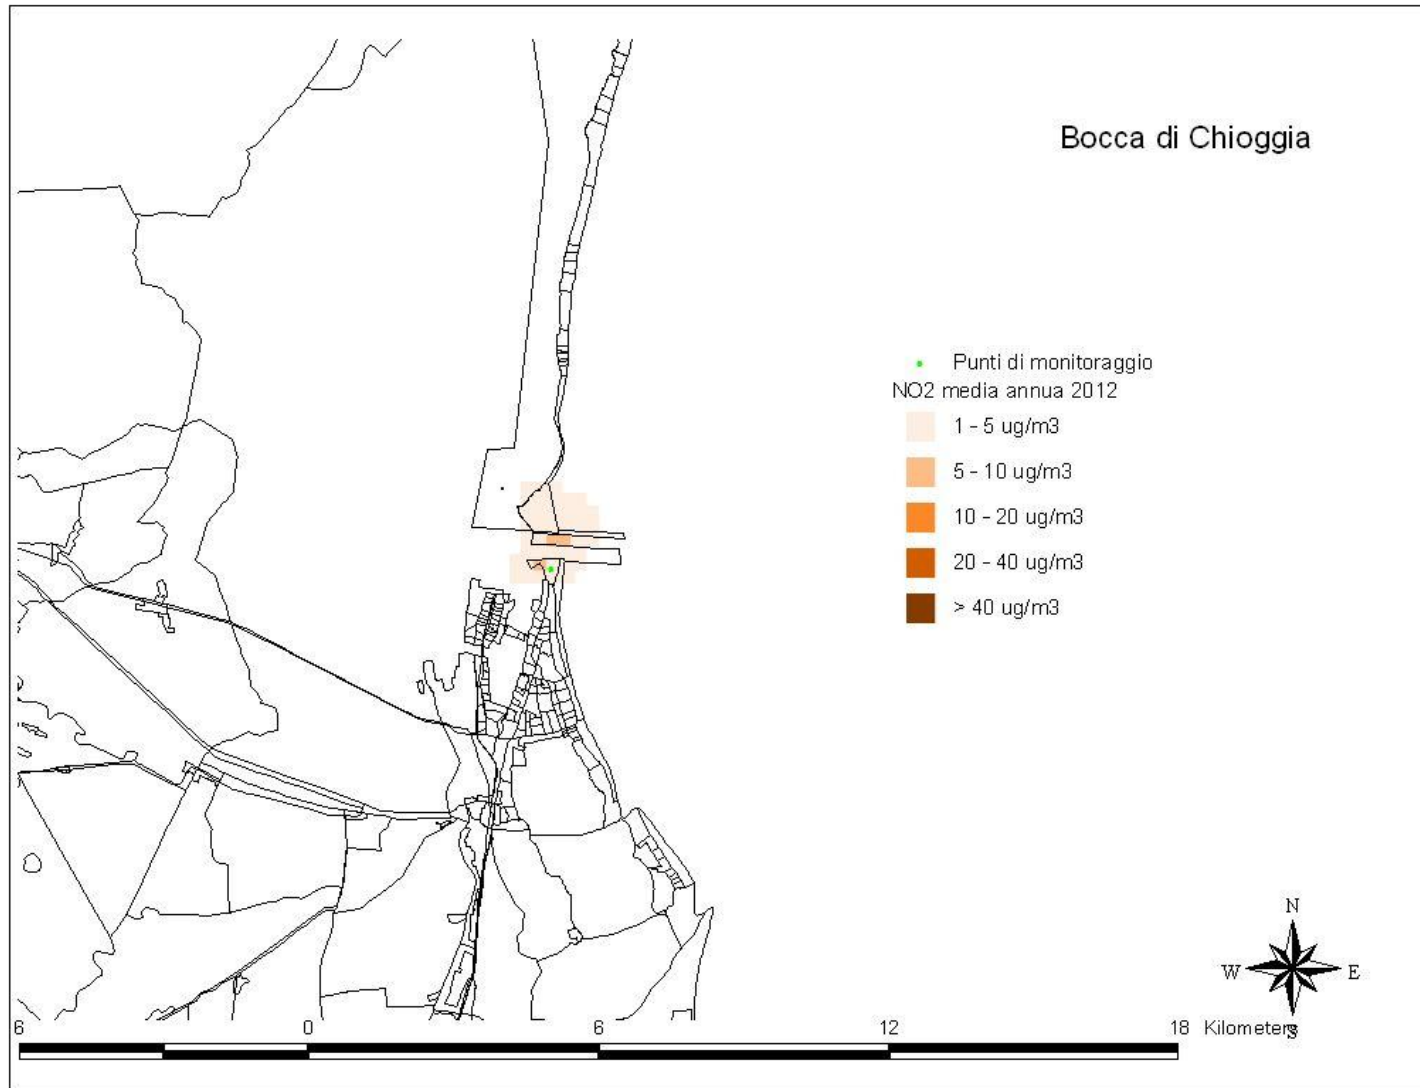 Bocca di Chioggia
Punti di monitoraggio
NO2 media annua 2012
1 - 5 ug/m3
5 - 10 ug/m3
10 - 20 ug/m3
20 - 40 ug/m3
> 40 ug/m3
N
W E
S
6 0 6 12 18 Kilometers